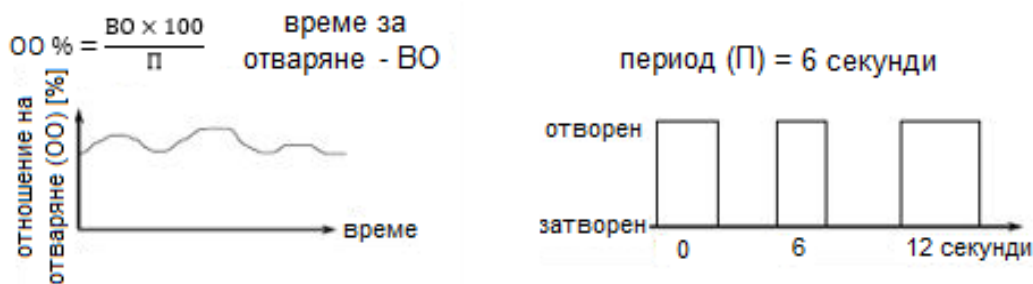 ОО % = ВО × 100 / П
време за
отваряне - ВО
отношение на
отваряне (ОО) [%]
време
период (П) = 6 секунди
отворен
затворен
0 6 12 секунди